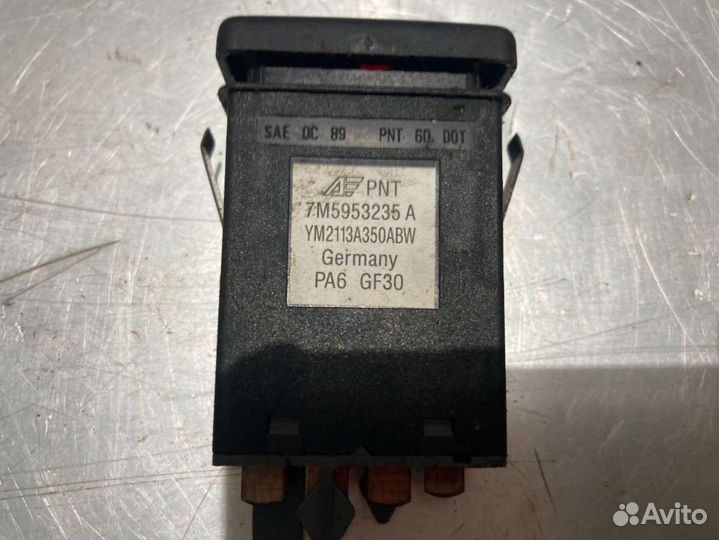 SAE DC 89 PNT 60. DOT
PNT
7M5953235 A
YM2113A350ABW
Germany
PA6 GF30
Avito